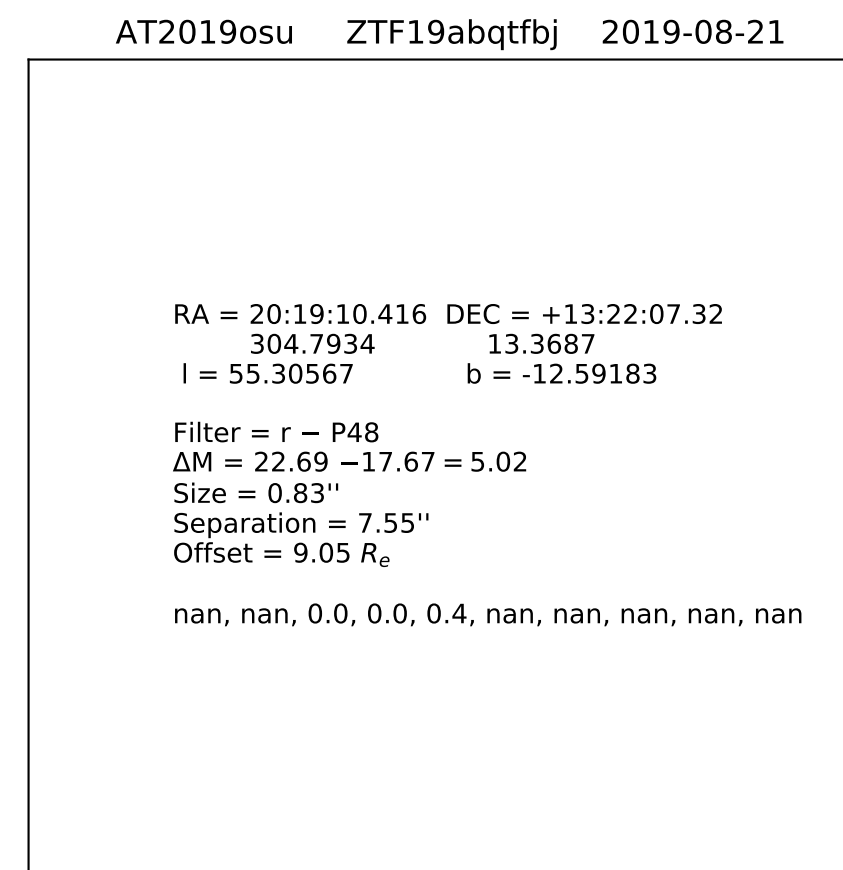 AT2019osu ZTF19abqtfbj 2019-08-21
RA = 20:19:10.416 DEC = +13:22:07.32
304.7934 13.3687
l = 55.30567 b = -12.59183
Filter = r − P48
ΔM = 22.69 −17.67 = 5.02
Size = 0.83''
Separation = 7.55''
Offset = 9.05 Re
nan, nan, 0.0, 0.0, 0.4, nan, nan, nan, nan, nan